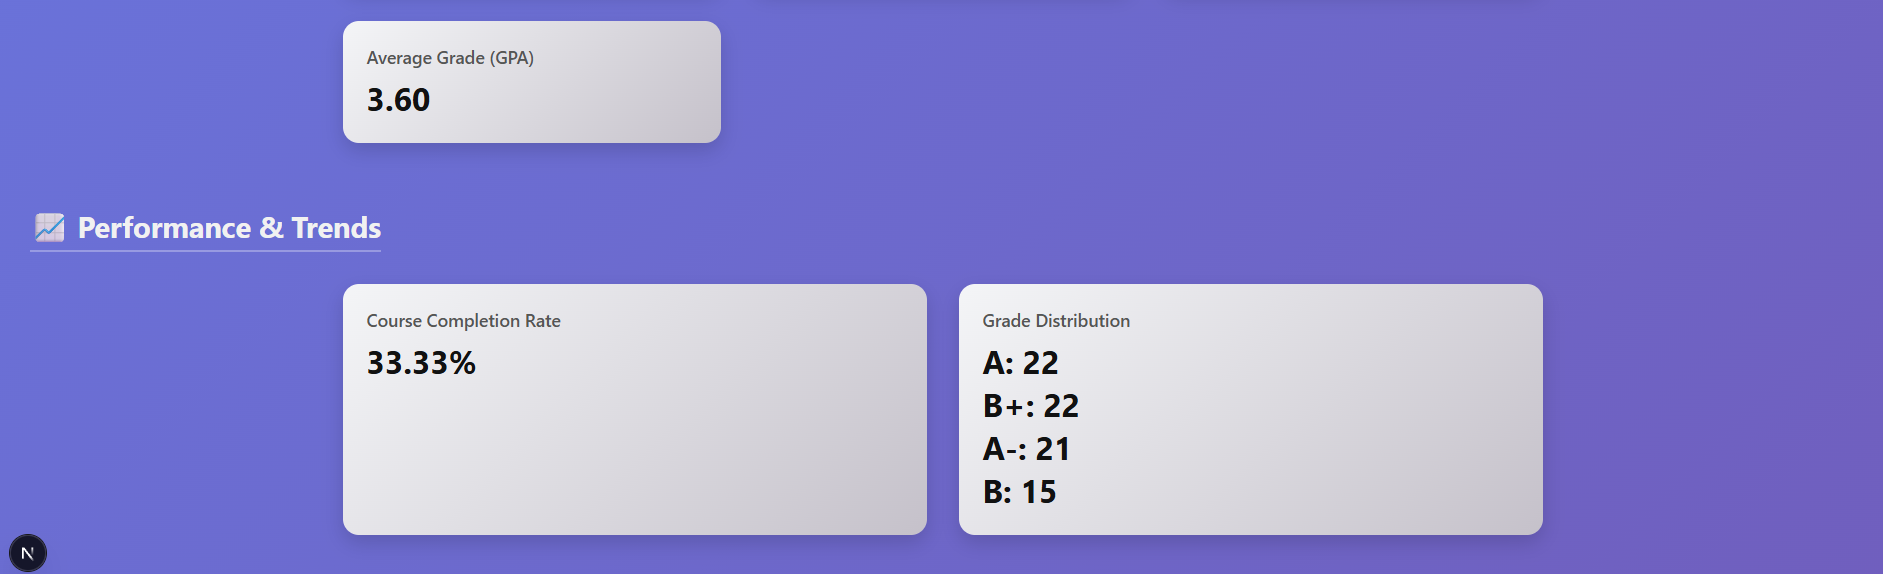 Average Grade (GPA)
3.60
Performance & Trends
Course Completion Rate
33.33%
Grade Distribution
A: 22
B+: 22
A-: 21
B: 15
N